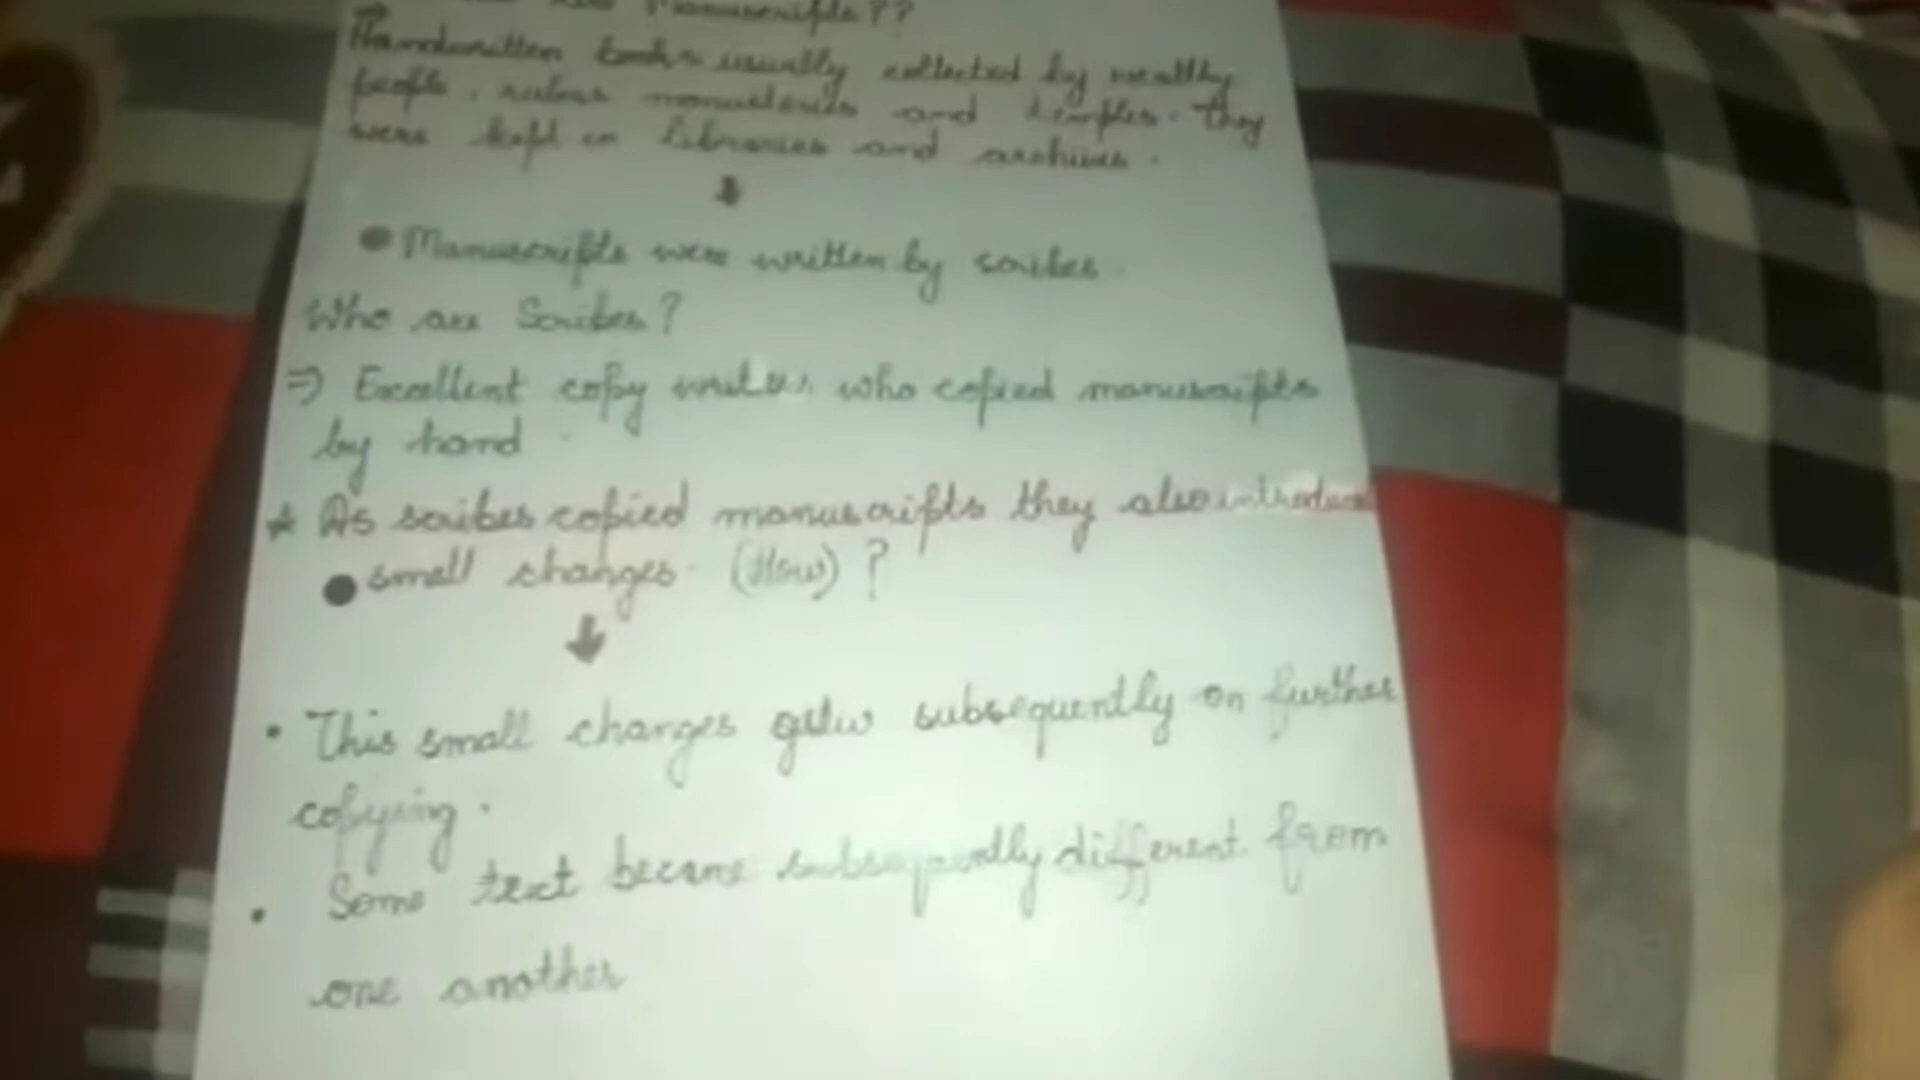 Manuscripts??
Handwritten books usually collected by wealthy
people, rulers monasteries and temples. They
were kept in libraries and archives.
Manuscripts were written by scribes.
Who are Scribes?
⇒ Excellent copy writers who copied manuscripts
by hand.
* As scribes copied manuscripts they also
small changes. (How)?
• This small changes grew subsequently on further
copying.
• Some text became subsequently different from
one another